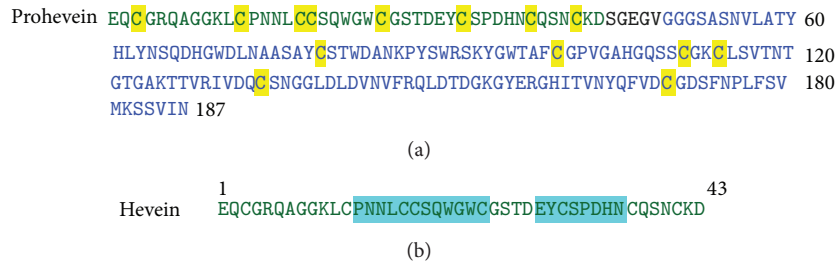 Prohevein EQCGRQAGGKLCPNNLCCSQWGWCGSTDEYCSPDHNCQSNCKDSGEGVGGGSASNVLATY 60
HLYNSQDHGWDLNAASAYCSTWDANKPYSWRSKYGWTAFCGPVGAHGQSSCGKCLSVTNT 120
GTGAKTTVRIVDQCSNGGLDLDVNVFRQLDTDGKGYERGHITVNYQFVDCGDSFNPLFSV 180
MKSSVIN 187
(a)
1 43
Hevein EQCGRQAGGKLCPNNLCCSQWGWCGSTDEYCSPDHNCQSNCKD
(b)